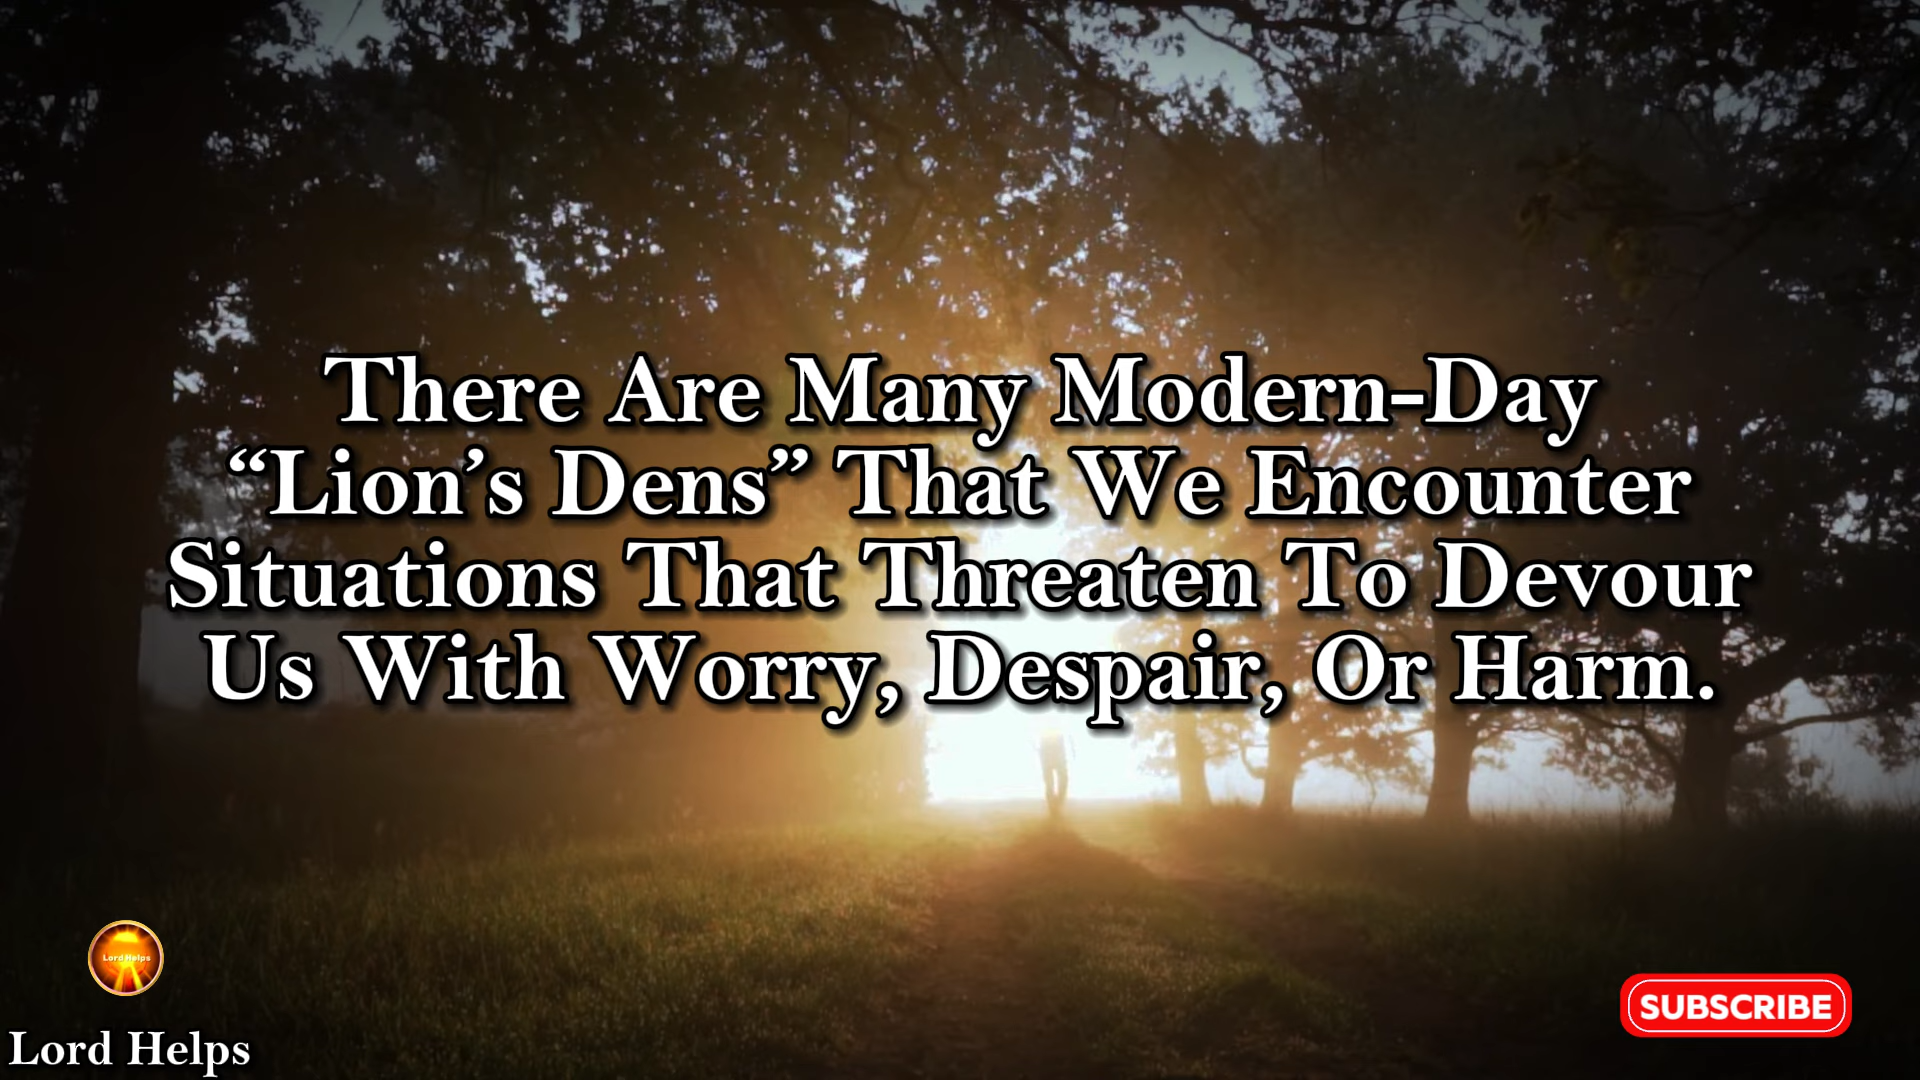 There Are Many Modern-Day
“Lion’s Dens” That We Encounter
Situations That Threaten To Devour
Us With Worry, Despair, Or Harm.
Lord Helps
Lord Helps
SUBSCRIBE